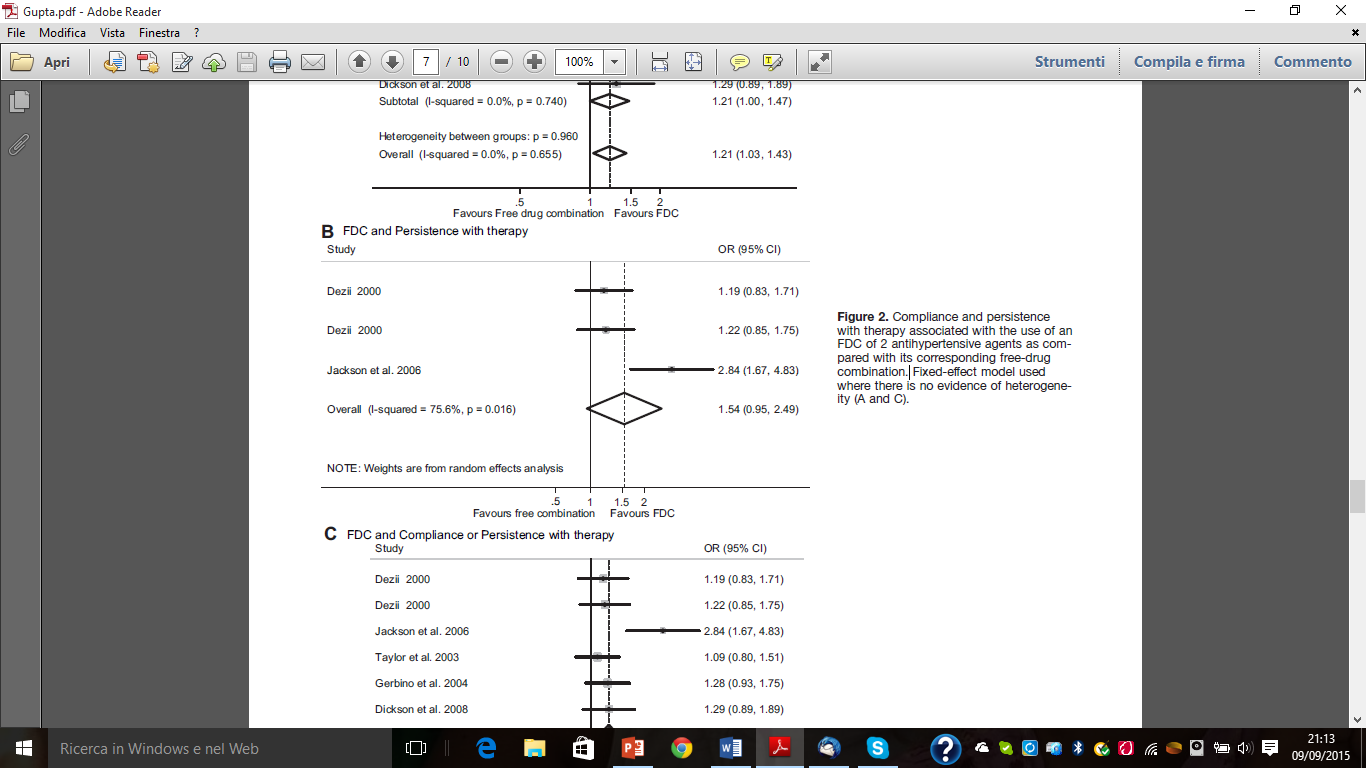 Gupta.pdf - Adobe Reader
File Modifica Vista Finestra ?
Apri 7 / 10 100% Strumenti Compila e firma Commento
Dickson et al. 2008 1.29 (0.89, 1.89)
Subtotal (I-squared = 0.0%, p = 0.740) 1.21 (1.00, 1.47)
Heterogeneity between groups: p = 0.960
Overall (I-squared = 0.0%, p = 0.655) 1.21 (1.03, 1.43)
.5 1 1.5 2
Favours Free drug combination Favours FDC
B FDC and Persistence with therapy
Study OR (95% CI)
Dezii 2000 1.19 (0.83, 1.71)
Dezii 2000 1.22 (0.85, 1.75)
Jackson et al. 2006 2.84 (1.67, 4.83)
Overall (I-squared = 75.6%, p = 0.016) 1.54 (0.95, 2.49)
NOTE: Weights are from random effects analysis
.5 1 1.5 2
Favours free combination Favours FDC
Figure 2. Compliance and persistence
with therapy associated with the use of an
FDC of 2 antihypertensive agents as com-
pared with its corresponding free-drug
combination. Fixed-effect model used
where there is no evidence of heterogene-
ity (A and C).
C FDC and Compliance or Persistence with therapy
Study OR (95% CI)
Dezii 2000 1.19 (0.83, 1.71)
Dezii 2000 1.22 (0.85, 1.75)
Jackson et al. 2006 2.84 (1.67, 4.83)
Taylor et al. 2003 1.09 (0.80, 1.51)
Gerbino et al. 2004 1.28 (0.93, 1.75)
Dickson et al. 2008 1.29 (0.89, 1.89)
Ricerca in Windows e nel Web
21:13
09/09/2015